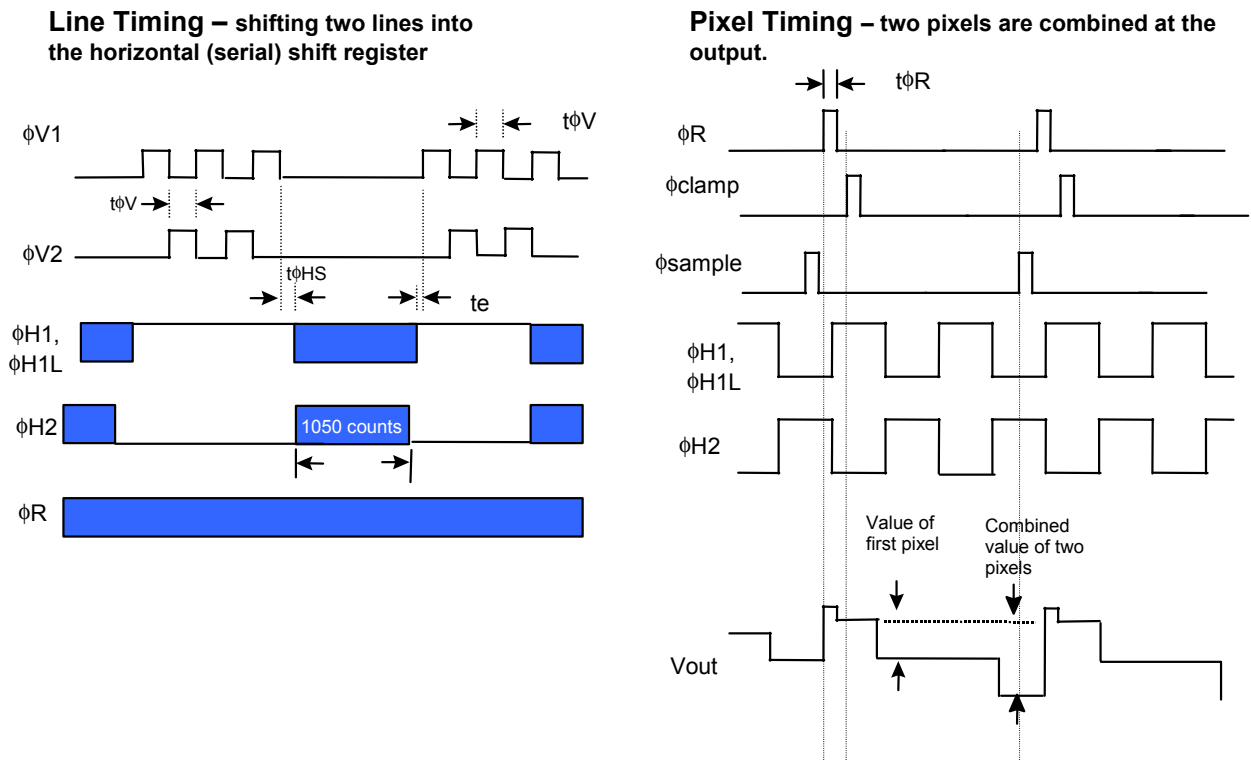 Line Timing – shifting two lines into
the horizontal (serial) shift register
ϕV1
tϕV
tϕV
ϕV2
tϕHS
te
ϕH1,
ϕH1L
ϕH2
1050 counts
ϕR
Pixel Timing – two pixels are combined at the
output.
tϕR
ϕR
ϕclamp
ϕsample
ϕH1,
ϕH1L
ϕH2
Value of
first pixel
Combined
value of two
pixels
Vout